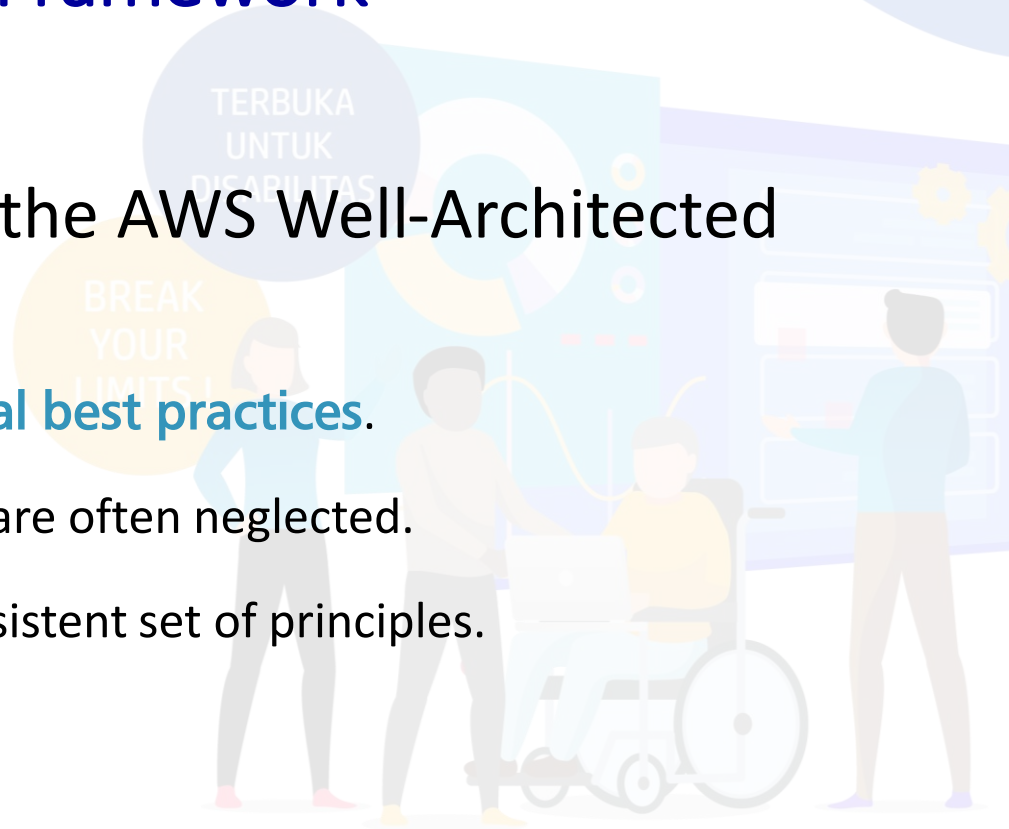 Framework
TERBUKA
UNTUK
DISABILITAS
the AWS Well-Architected
BREAK
YOUR
LIMITS !
al best practices.
are often neglected.
sistent set of principles.